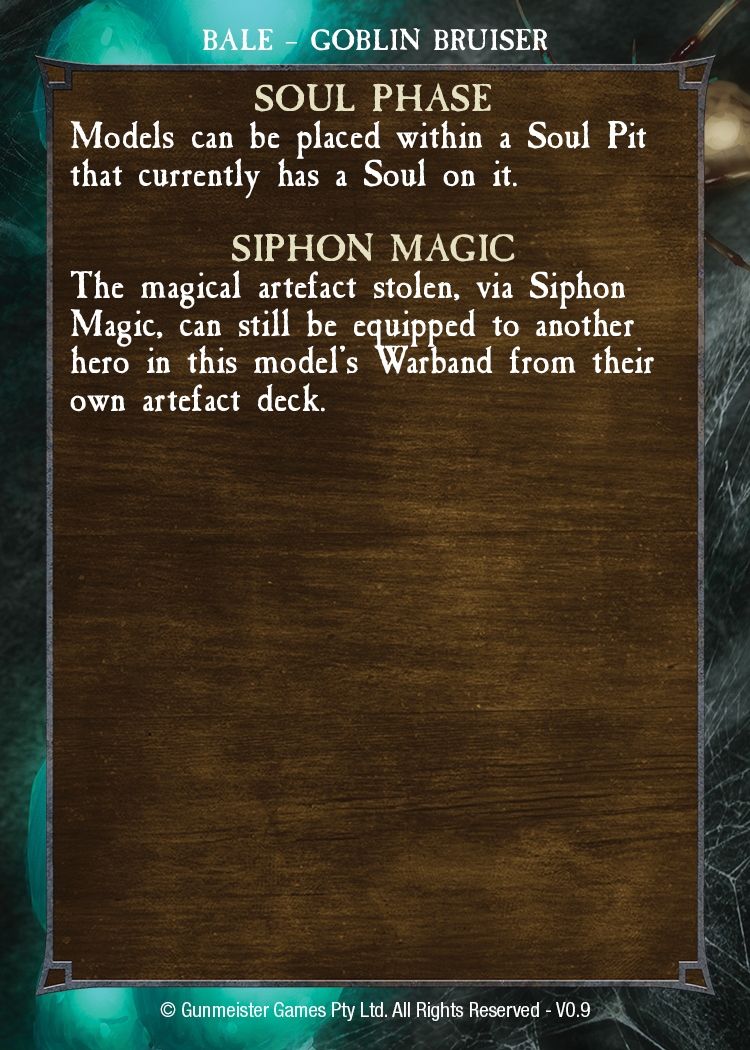 BALE – GOBLIN BRUISER
SOUL PHASE
Models can be placed within a Soul Pit
that currently has a Soul on it.
SIPHON MAGIC
The magical artefact stolen, via Siphon
Magic, can still be equipped to another
hero in this model's Warband from their
own artefact deck.
© Gunmeister Games Pty Ltd. All Rights Reserved - V0.9